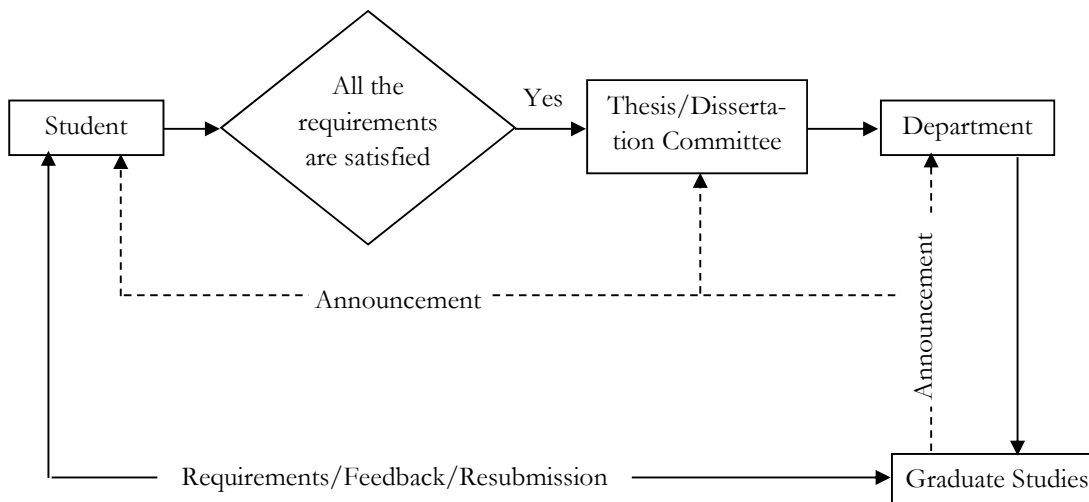 Student
All the
requirements
are satisfied
Yes
Thesis/Disserta-
tion Committee
Department
Announcement
Announcement
Requirements/Feedback/Resubmission
Graduate Studies